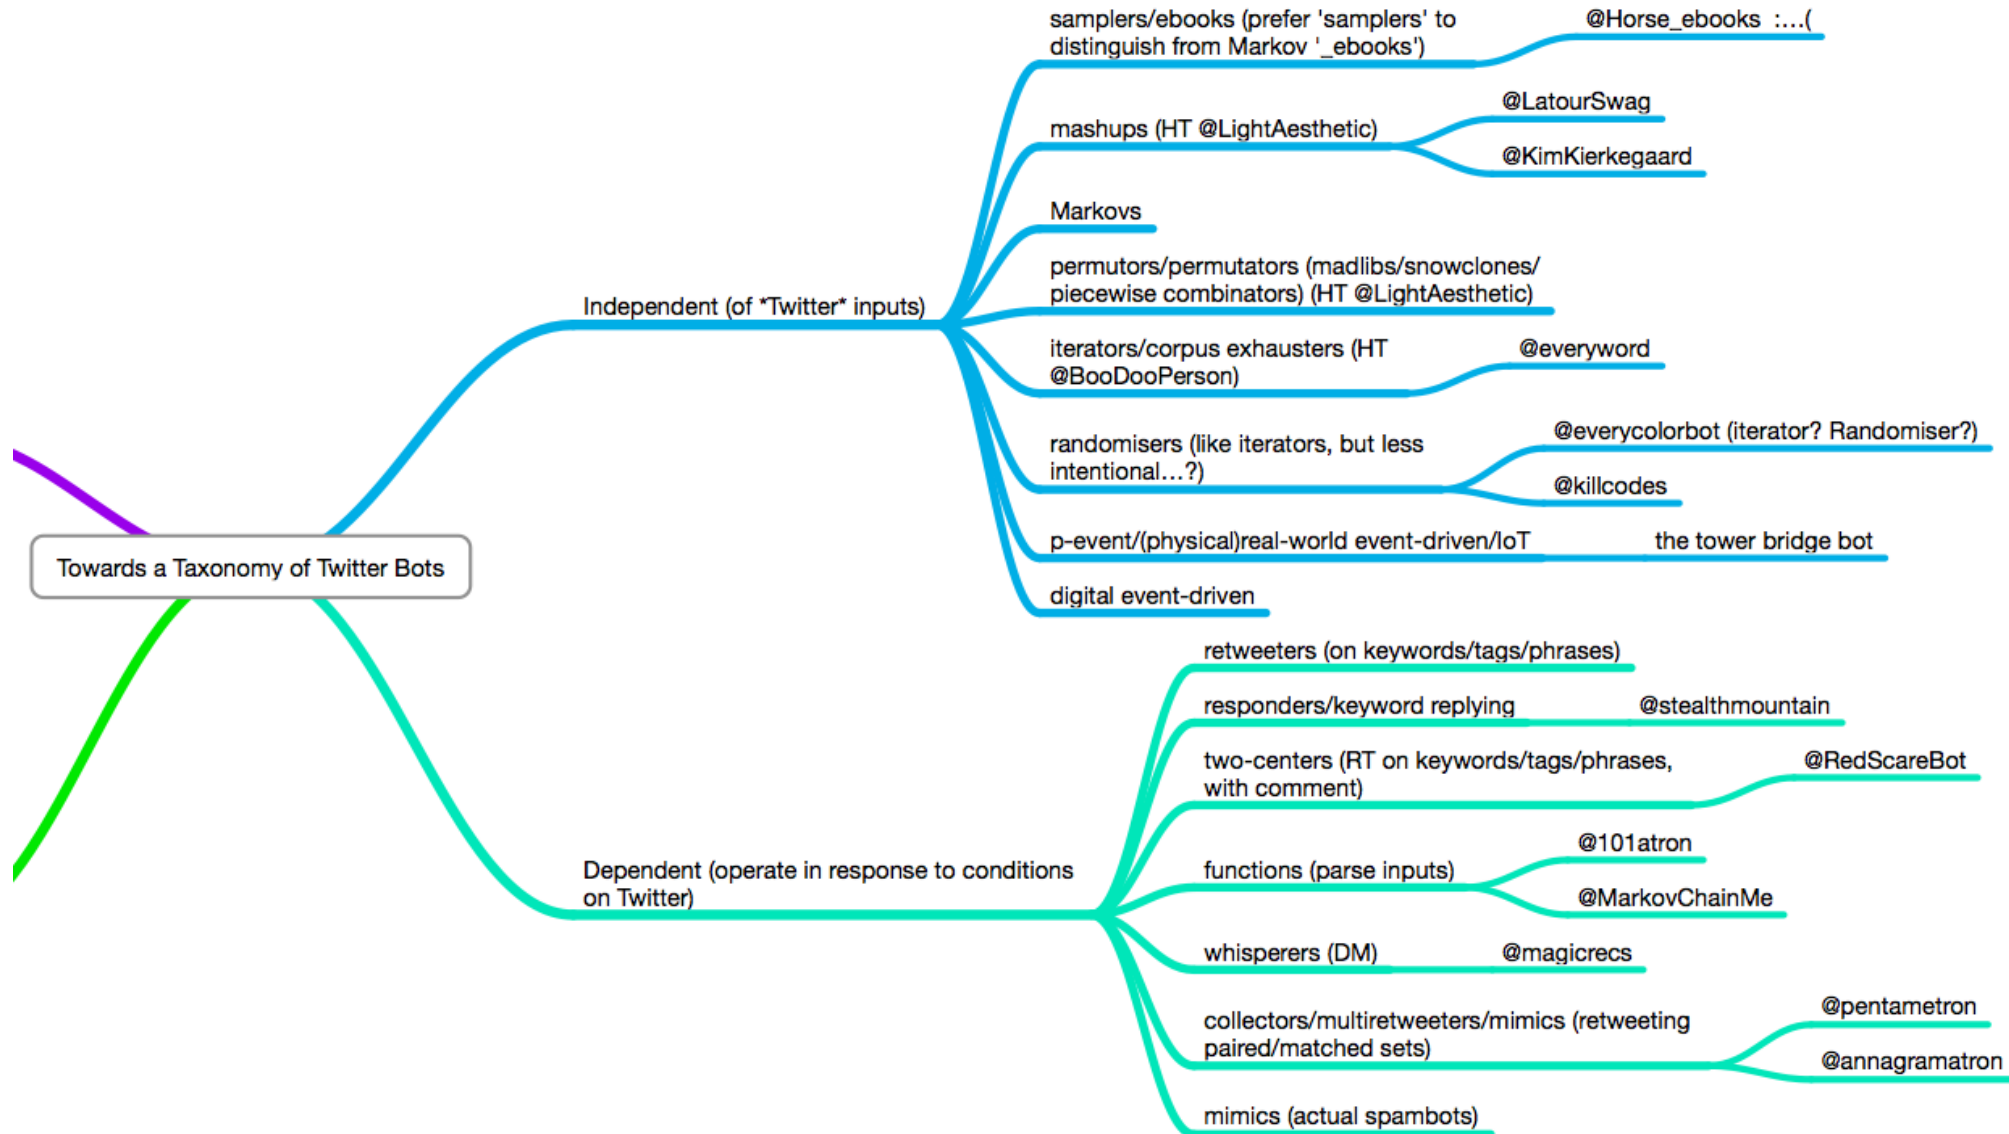 samplers/ebooks (prefer 'samplers' to
distinguish from Markov '_ebooks')
@Horse_ebooks :...(
mashups (HT @LightAesthetic)
@LatourSwag
@KimKierkegaard
Markovs
permutors/permutators (madlibs/snowclones/
piecewise combinators) (HT @LightAesthetic)
Independent (of *Twitter* inputs)
iterators/corpus exhausters (HT
@BooDooPerson)
@everyword
randomisers (like iterators, but less
intentional...?)
@everycolorbot (iterator? Randomiser?)
@killcodes
p-event/(physical)real-world event-driven/IoT
the tower bridge bot
Towards a Taxonomy of Twitter Bots
digital event-driven
retweeters (on keywords/tags/phrases)
responders/keyword replying
@stealthmountain
two-centers (RT on keywords/tags/phrases,
with comment)
@RedScareBot
Dependent (operate in response to conditions
on Twitter)
functions (parse inputs)
@101atron
@MarkovChainMe
whisperers (DM)
@magicrecs
collectors/multiretweeters/mimics (retweeting
paired/matched sets)
@pentametron
@annagramatron
mimics (actual spambots)